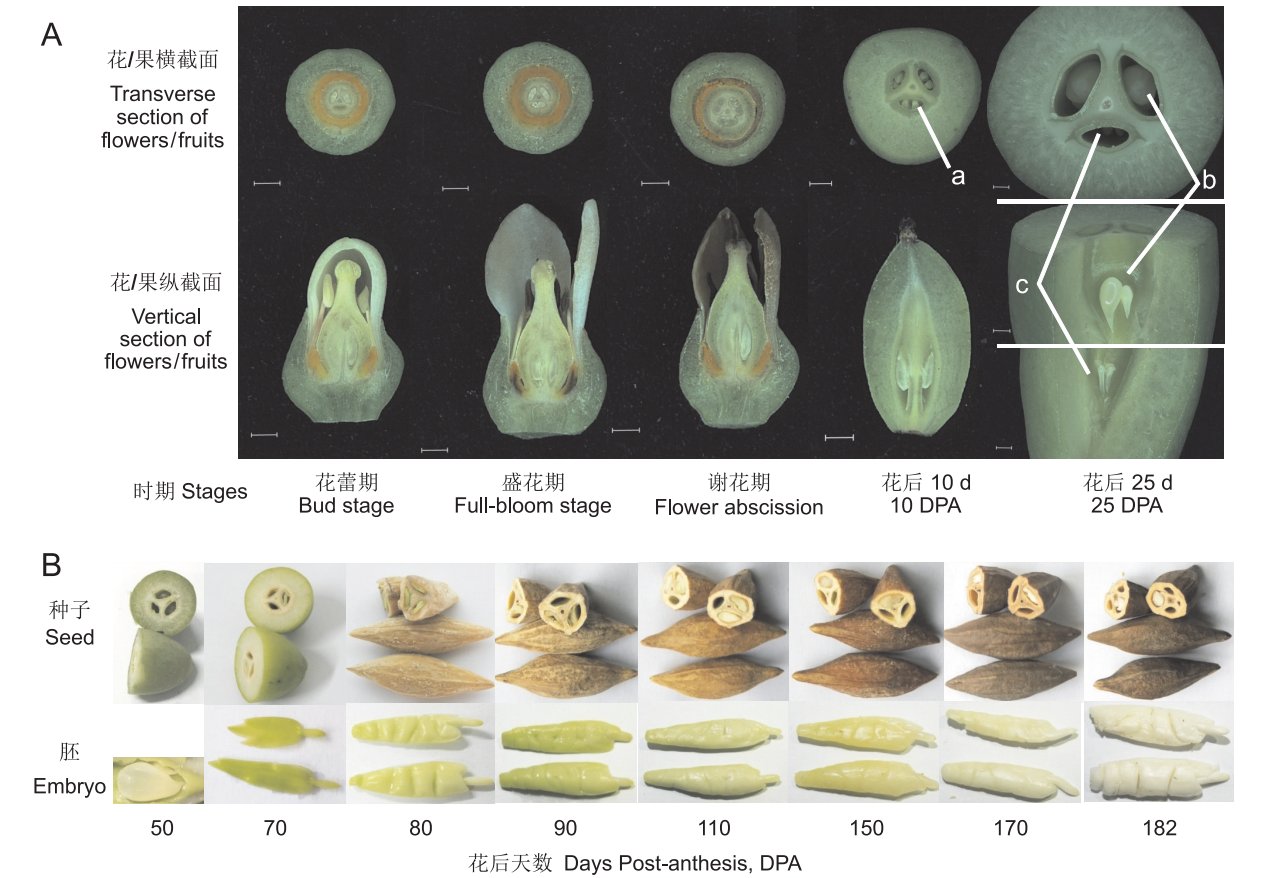 A
花/果横截面
Transverse
section of
flowers/fruits
a
b
花/果纵截面
Vertical
section of
flowers/fruits
c
时期 Stages
花蕾期
Bud stage
盛花期
Full-bloom stage
谢花期
Flower abscission
花后 10 d
10 DPA
花后 25 d
25 DPA
B
种子
Seed
胚
Embryo
50 70 80 90 110 150 170 182
花后天数 Days Post-anthesis, DPA